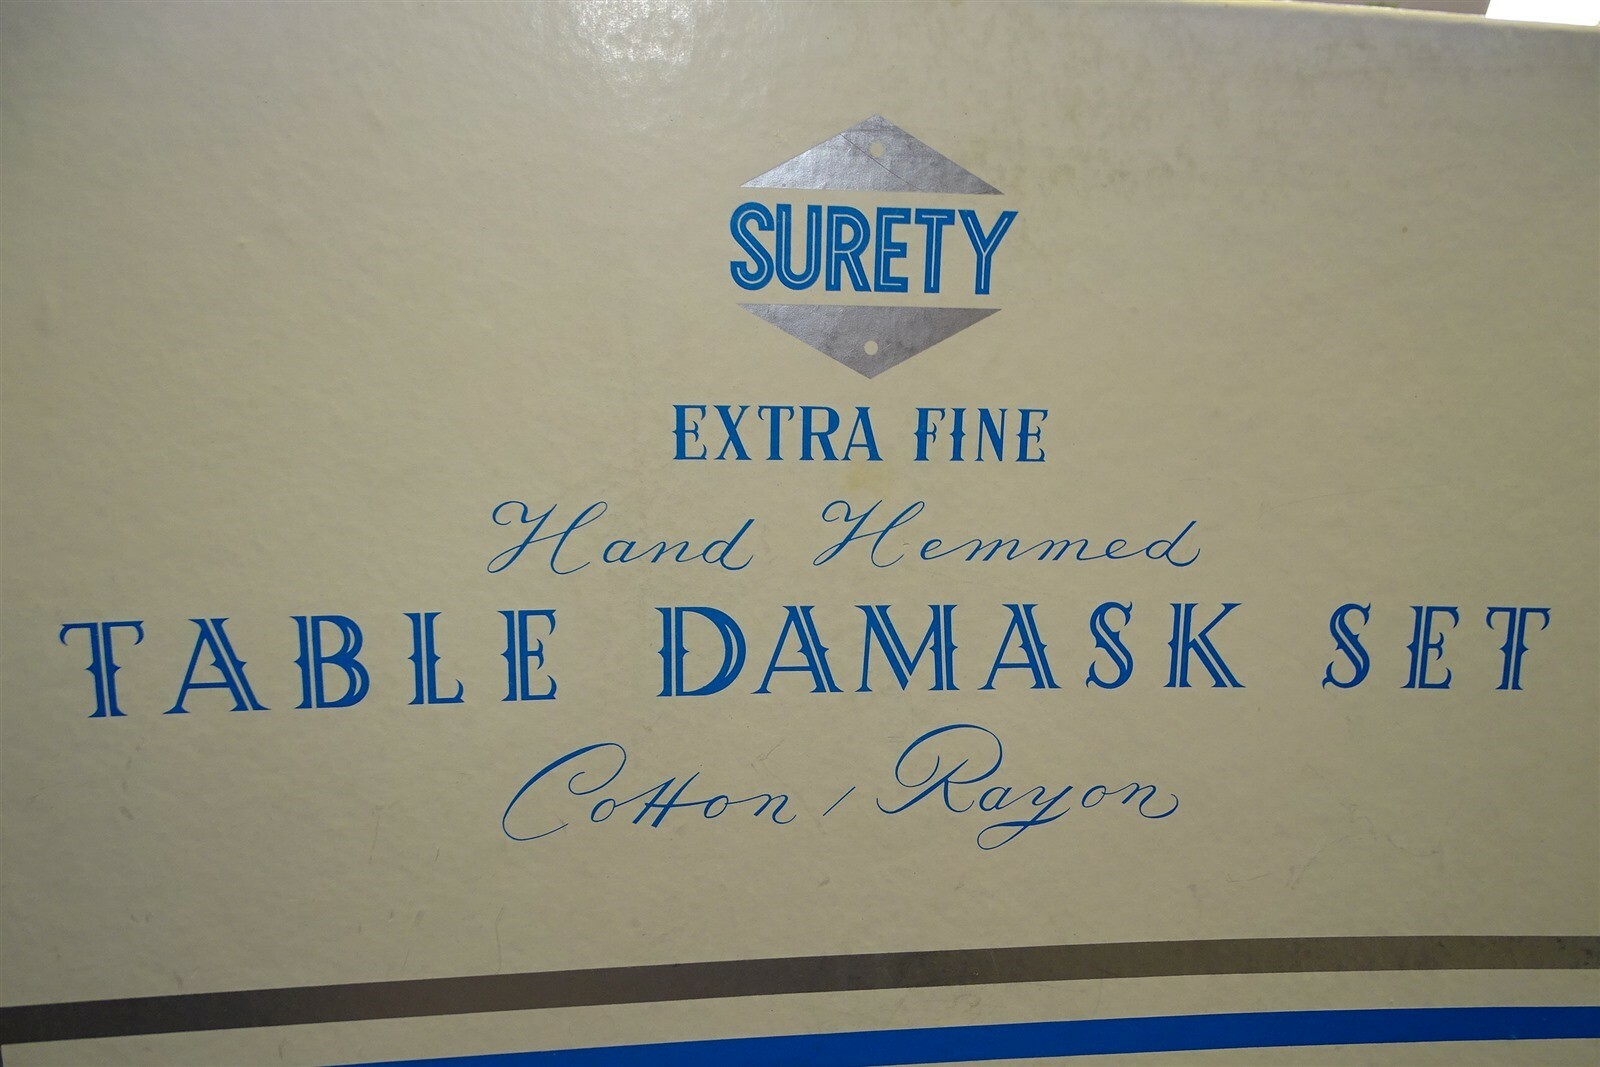 SURETY
EXTRA FINE
Hand Hemmed
TABLE DAMASK SET
Cotton / Rayon